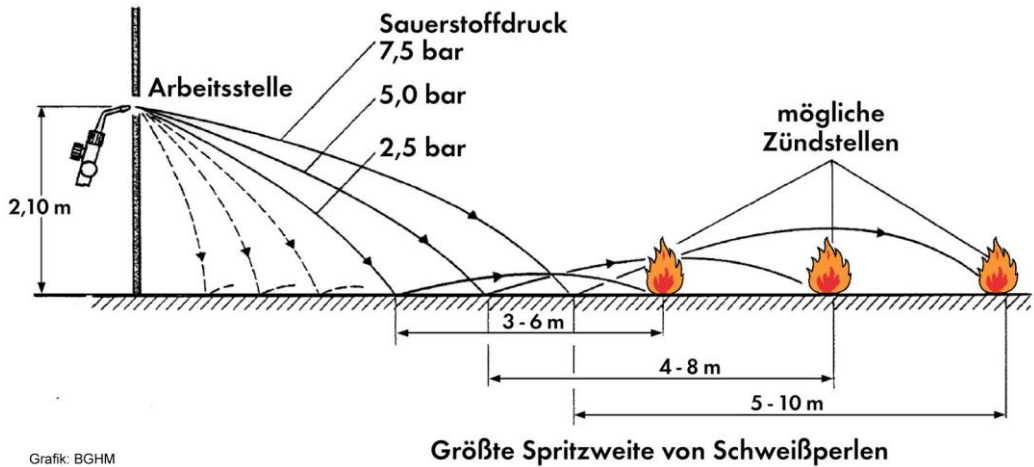 Sauerstoffdruck
7,5 bar
Arbeitsstelle
5,0 bar
mögliche
Zündstellen
2,5 bar
2,10 m
3 - 6 m
4 - 8 m
5 - 10 m
Größte Spritzweite von Schweißperlen
Grafik: BGHM